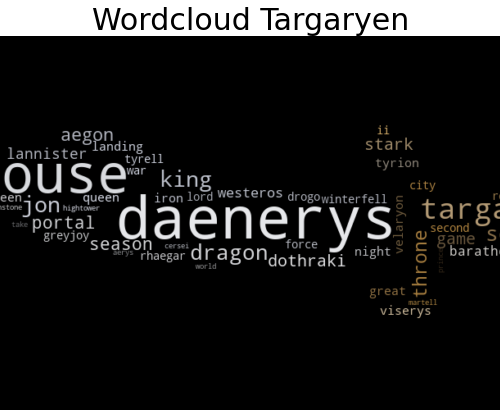 Wordcloud Targaryen
ii
aegon
stark
landing
lannister
tyrell
tyrion
war
ouse
king
city
een
queen
iron
lord
westeros
drogo
winterfell
jon
hightower
daenerys
velaryon
targa
take
portal
second
greyjoy
season
cersei
force
game
aerys
rhaegar
dragon
night
throne
barath
world
dothraki
great
martell
viserys